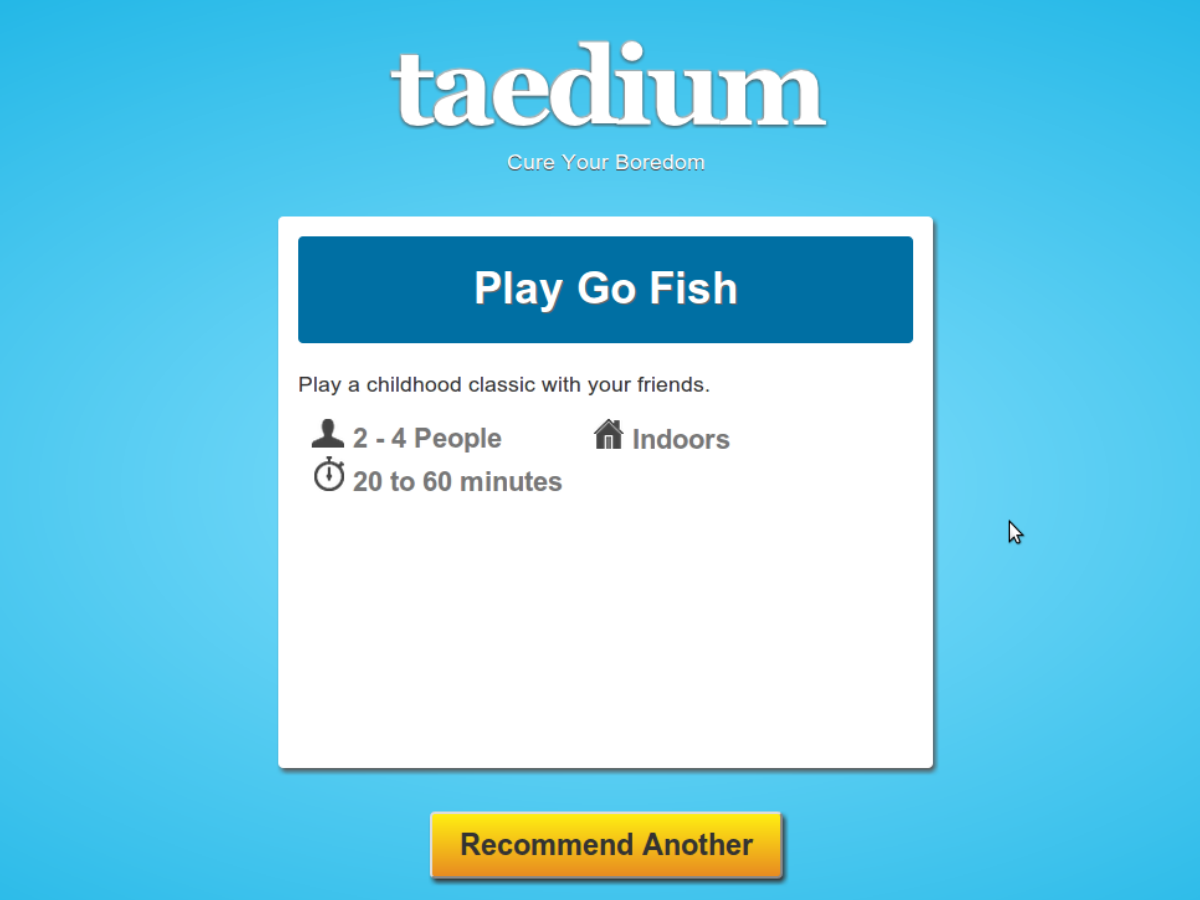 taedium
Cure Your Boredom
Play Go Fish
Play a childhood classic with your friends.
2 - 4 People
Indoors
20 to 60 minutes
Recommend Another